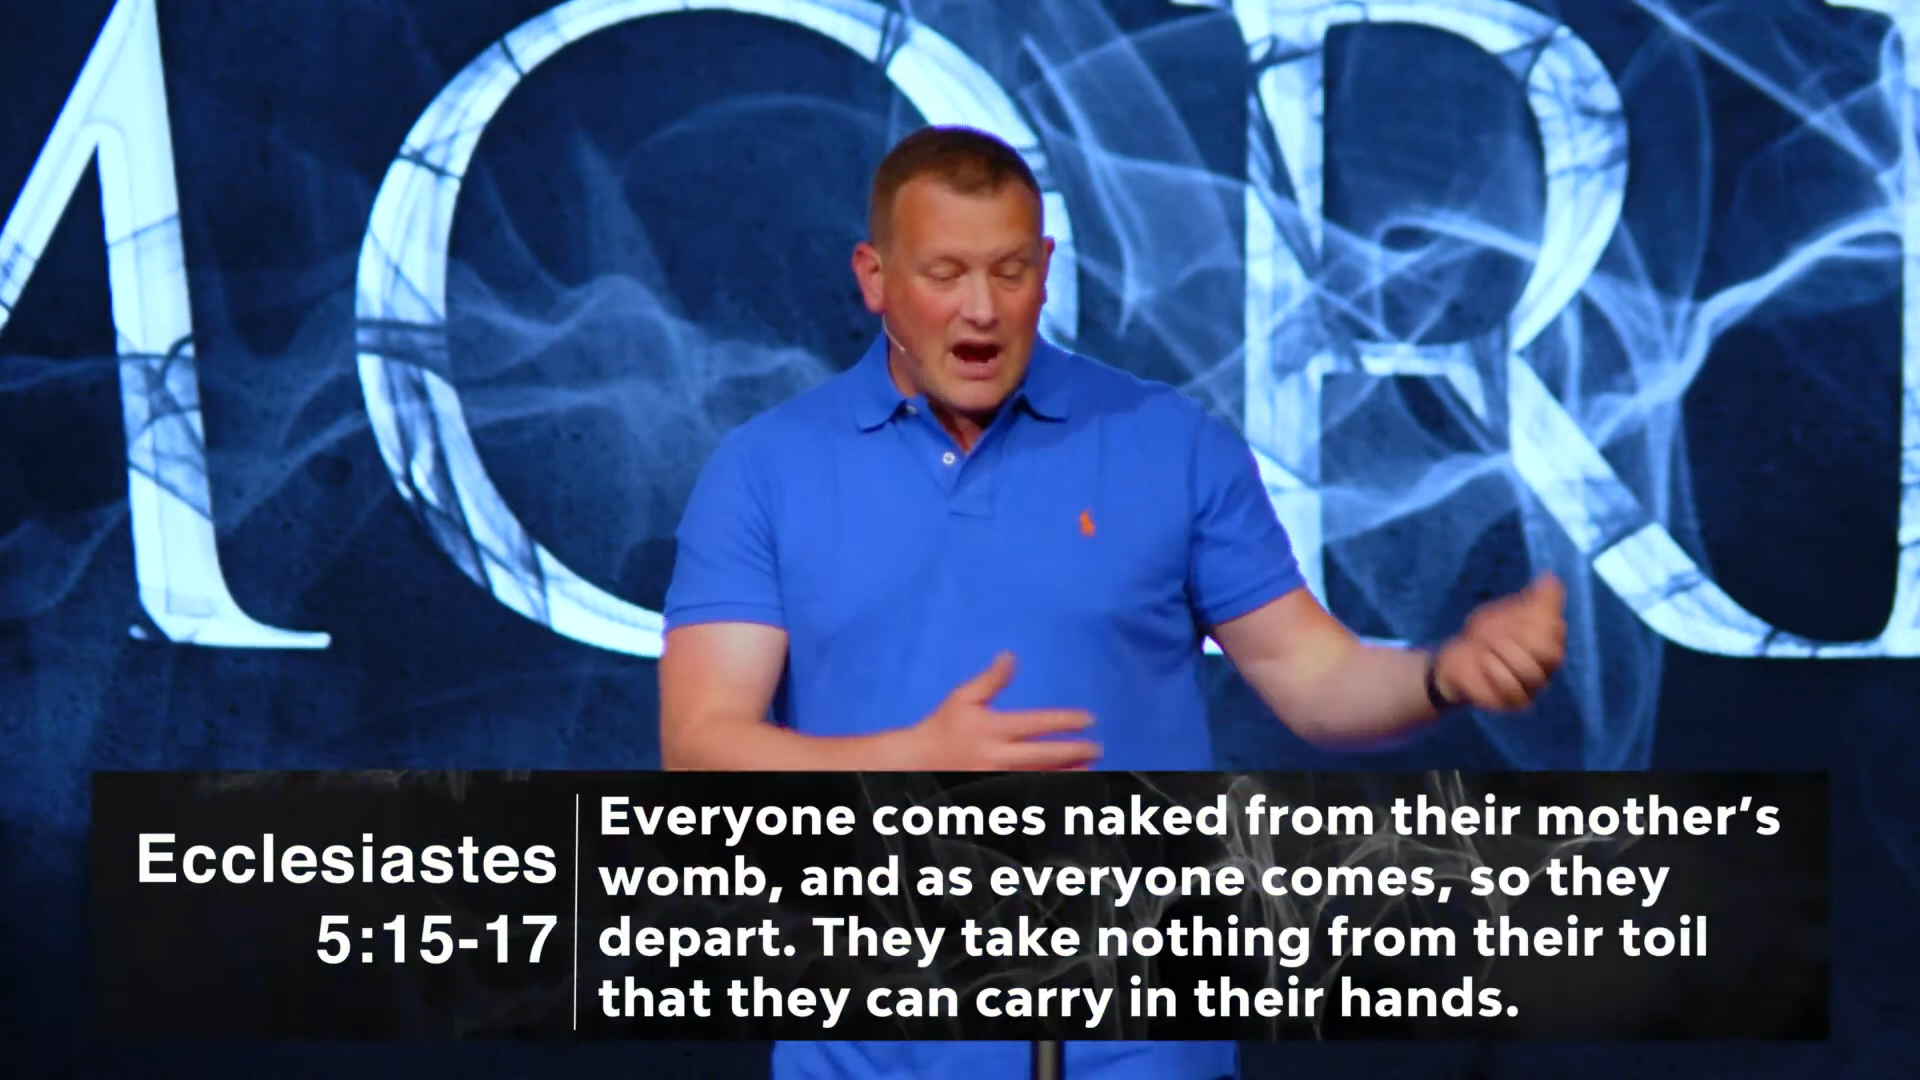 MOR
Ecclesiastes
5:15-17
Everyone comes naked from their mother’s
womb, and as everyone comes, so they
depart. They take nothing from their toil
that they can carry in their hands.